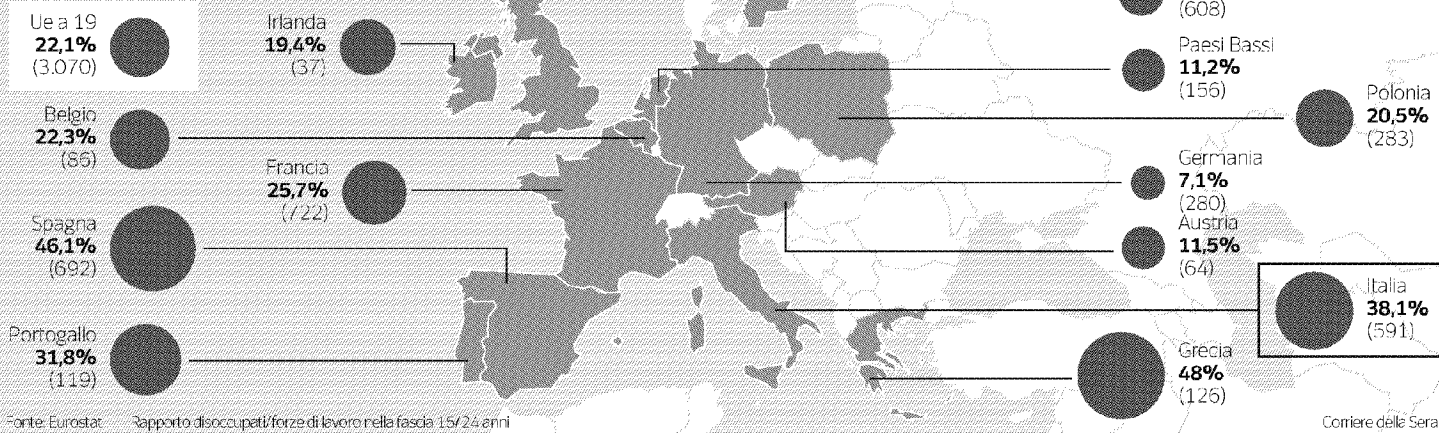 Ue a 19
22,1%
(3.070)
Irlanda
19,4%
(37)
(608)
Paesi Bassi
11,2%
(156)
Polonia
20,5%
(283)
Belgio
22,3%
(86)
Francia
25,7%
(722)
Germania
7,1%
(280)
Spagna
46,1%
(692)
Austria
11,5%
(64)
Italia
38,1%
(591)
Portogallo
31,8%
(119)
Grecia
48%
(126)
Fonte: Eurostat Rapporto disoccupati/forze di lavoro nella fascia 15/24 anni
Corriere della Sera